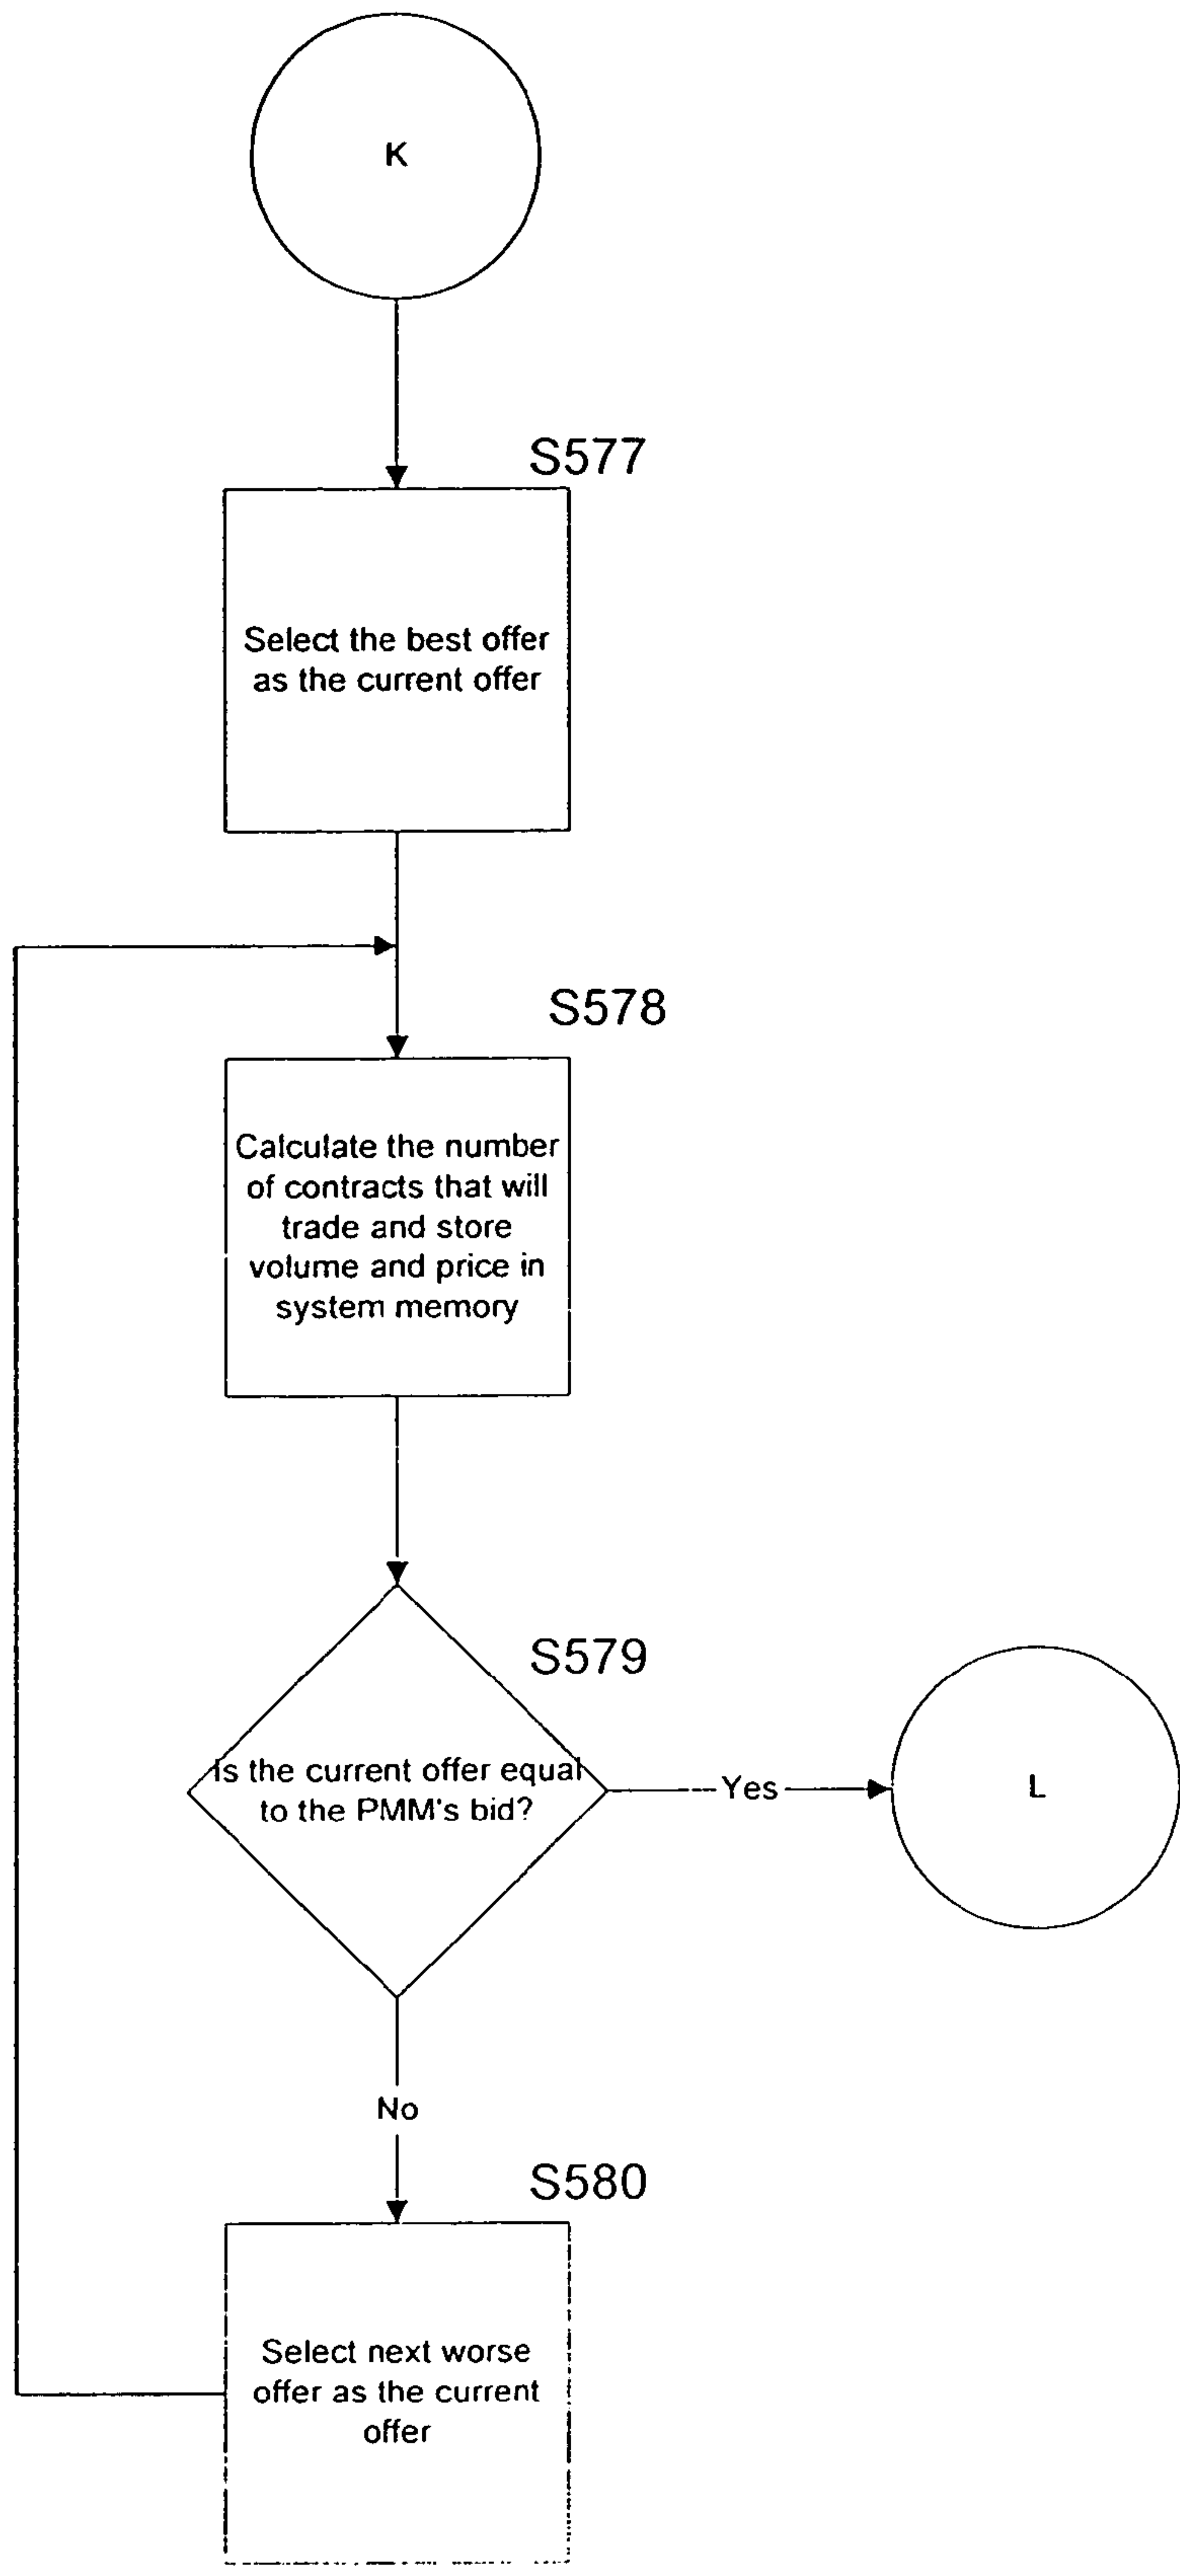 K
S577
Select the best offer
as the current offer
S578
Calculate the number
of contracts that will
trade and store
volume and price in
system memory
S579
Is the current offer equal
to the PMM's bid?
Yes
L
No
S580
Select next worse
offer as the current
offer